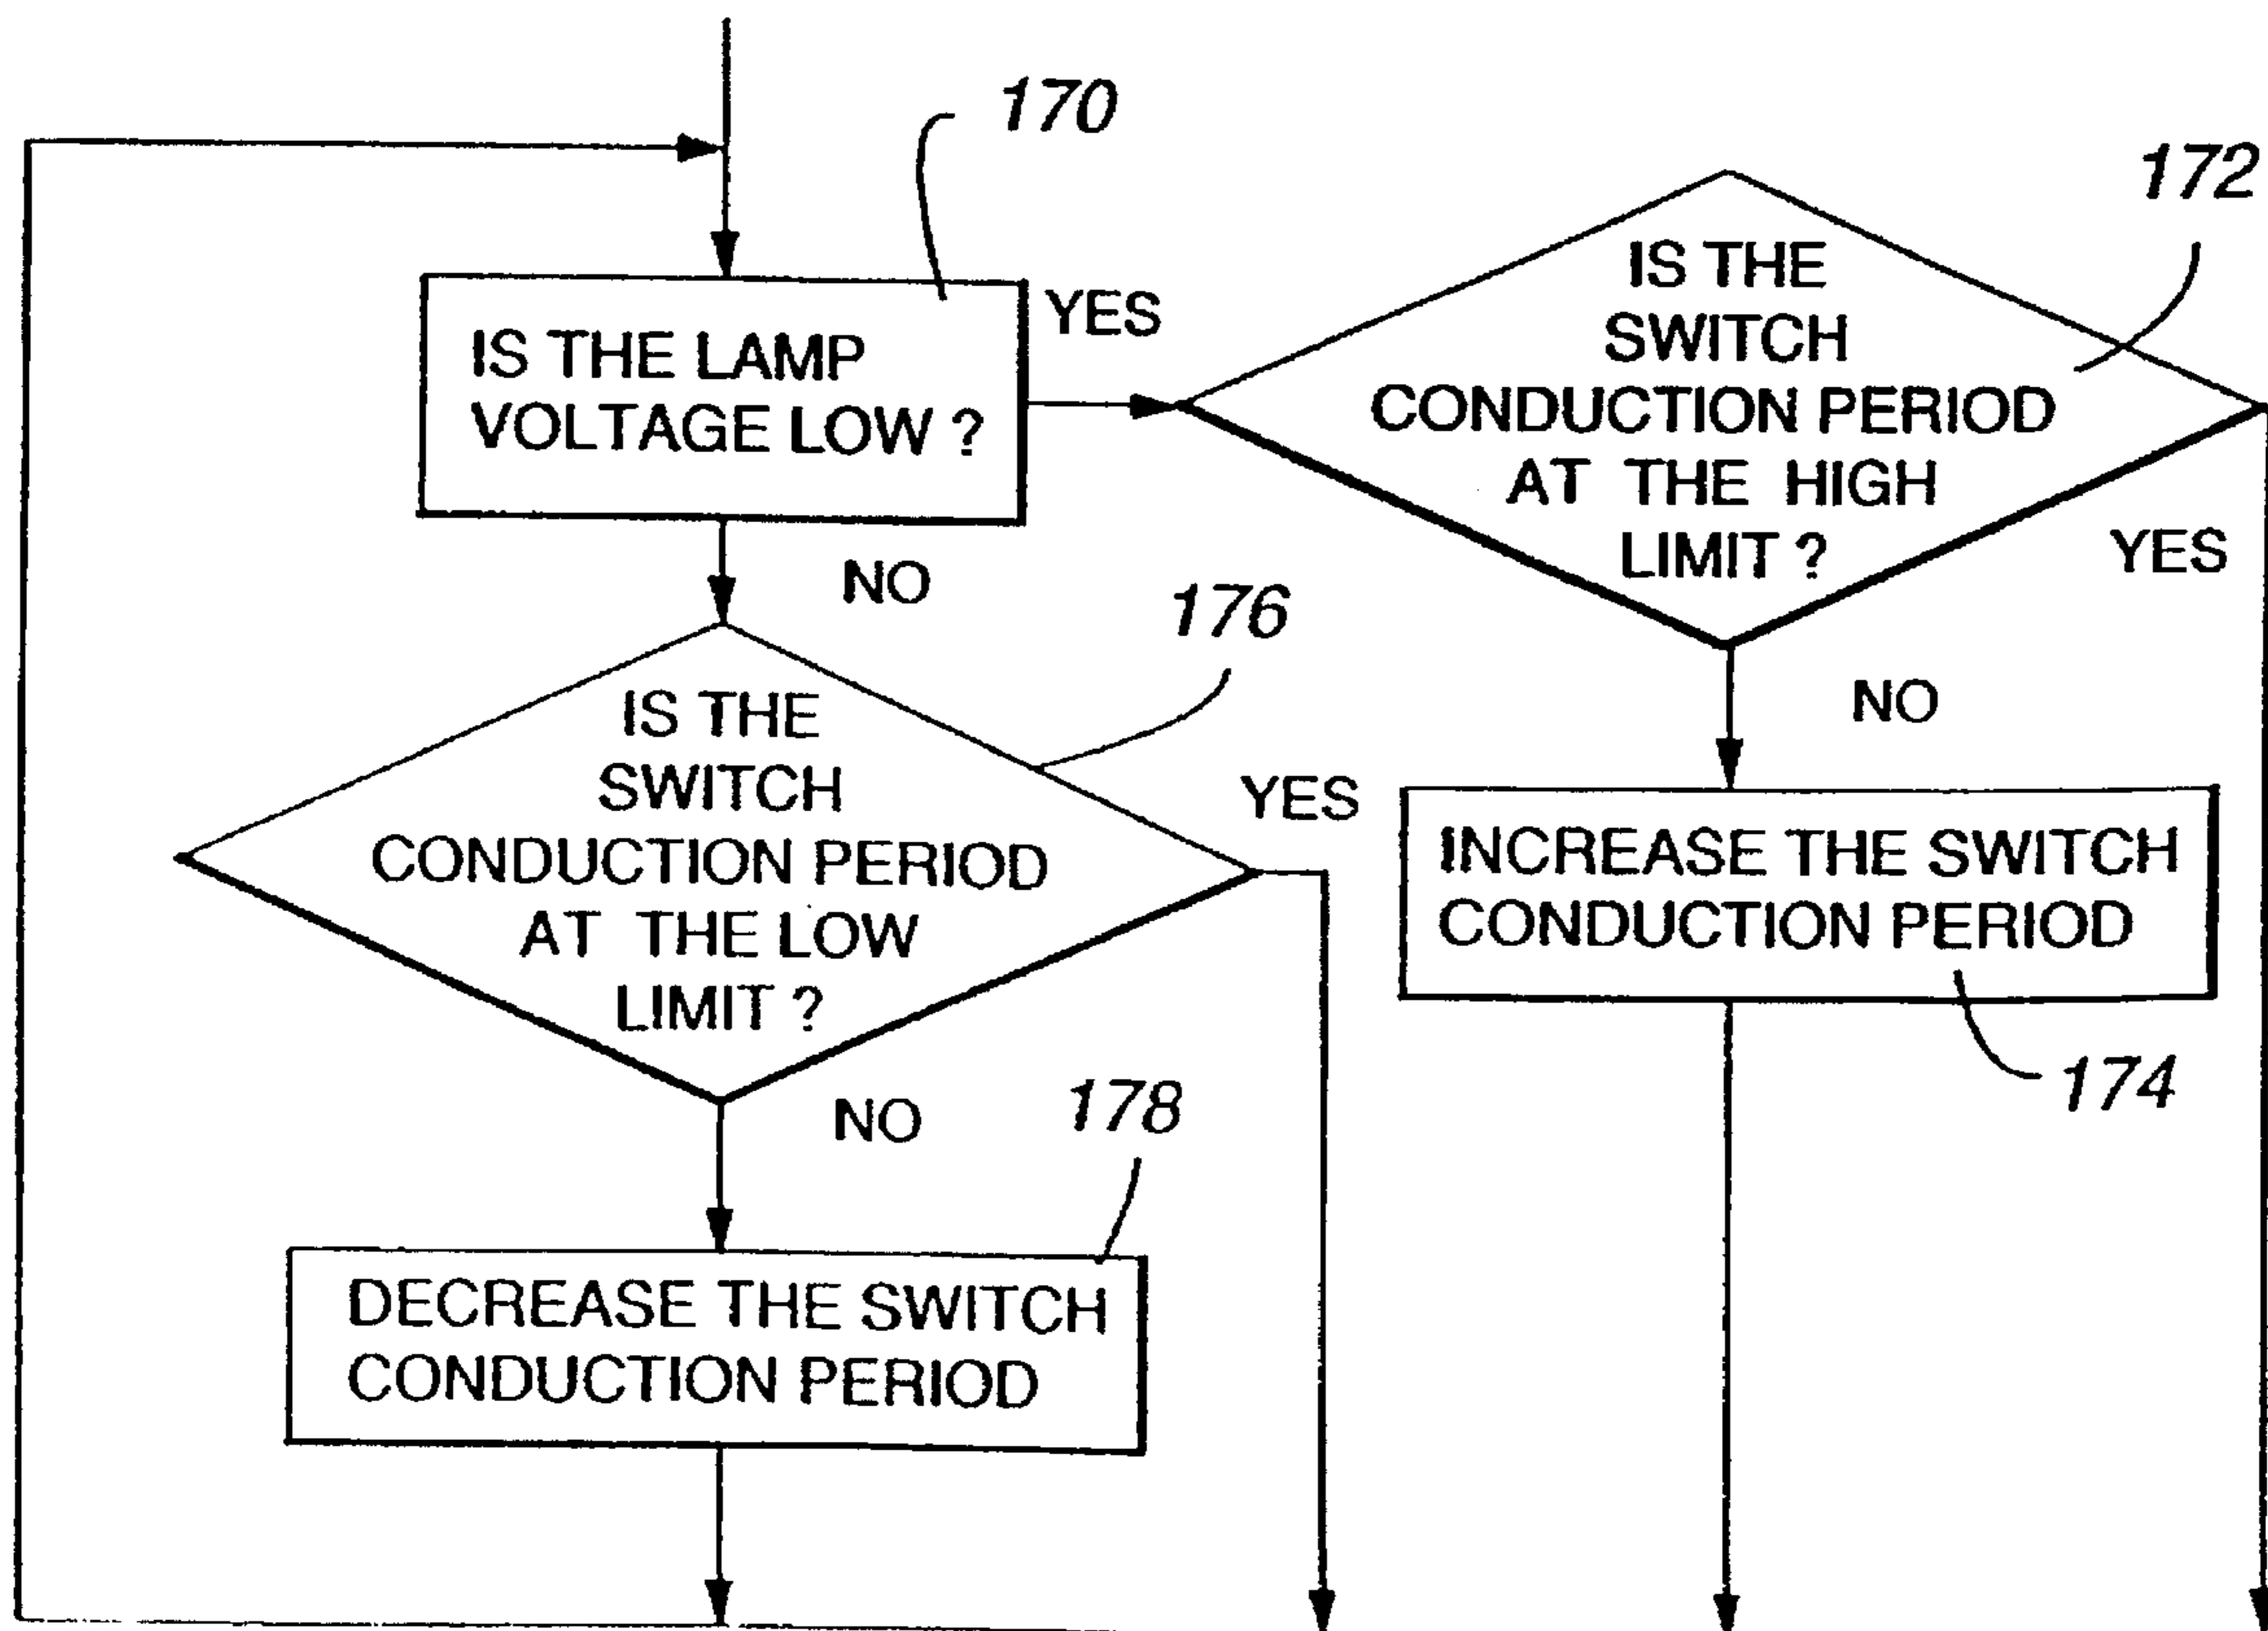 170
IS THE LAMP
VOLTAGE LOW ?
YES
172
IS THE
SWITCH
CONDUCTION PERIOD
AT THE HIGH
LIMIT ?
YES
NO
NO
176
IS THE
SWITCH
CONDUCTION PERIOD
AT THE LOW
LIMIT ?
YES
INCREASE THE SWITCH
CONDUCTION PERIOD
174
NO
178
DECREASE THE SWITCH
CONDUCTION PERIOD